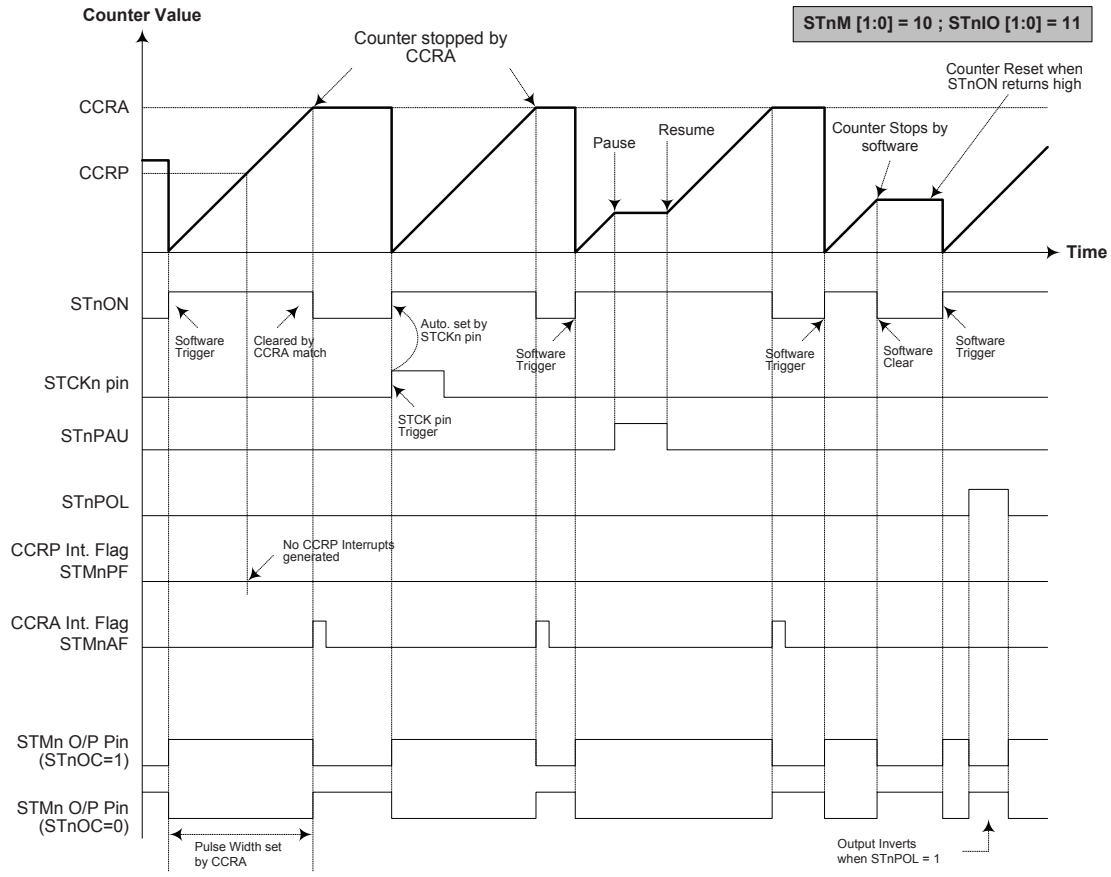 Counter Value
STnM [1:0] = 10 ; STnIO [1:0] = 11
Counter stopped by
CCRA
Counter Reset when
STnON returns high
CCRA
Pause
Resume
Counter Stops by
software
CCRP
Time
STnON
Software
Trigger
Cleared by
CCRA match
Auto. set by
STCKn pin
Software
Trigger
Software
Trigger
Software
Clear
Software
Trigger
STCKn pin
STCK pin
Trigger
STnPAU
STnPOL
CCRP Int. Flag
STMnPF
No CCRP Interrupts
generated
CCRA Int. Flag
STMnAF
STMn O/P Pin
(STnOC=1)
STMn O/P Pin
(STnOC=0)
Pulse Width set
by CCRA
Output Inverts
when STnPOL = 1